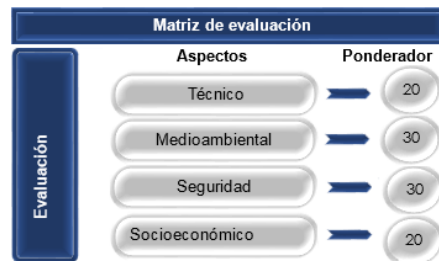 Matriz de evaluación
Aspectos Ponderador
Evaluación
Técnico 20
Medioambiental 30
Seguridad 30
Socioeconómico 20